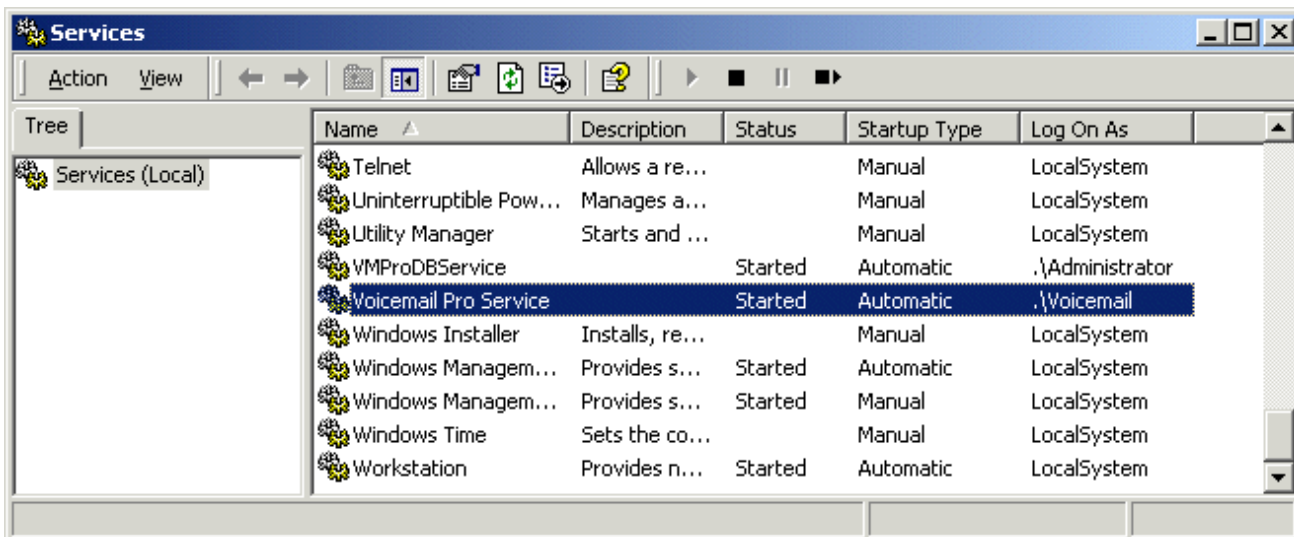 Services
Action View
Tree
Name Description Status Startup Type Log On As
Services (Local)
Telnet Allows a re... Manual LocalSystem
Uninterruptible Pow... Manages a... Manual LocalSystem
Utility Manager Starts and ... Manual LocalSystem
VMProDBService Started Automatic .\Administrator
Voicemail Pro Service Started Automatic .\Voicemail
Windows Installer Installs, re... Manual LocalSystem
Windows Managem... Provides s... Started Automatic LocalSystem
Windows Managem... Provides s... Started Manual LocalSystem
Windows Time Sets the co... Manual LocalSystem
Workstation Provides n... Started Automatic LocalSystem